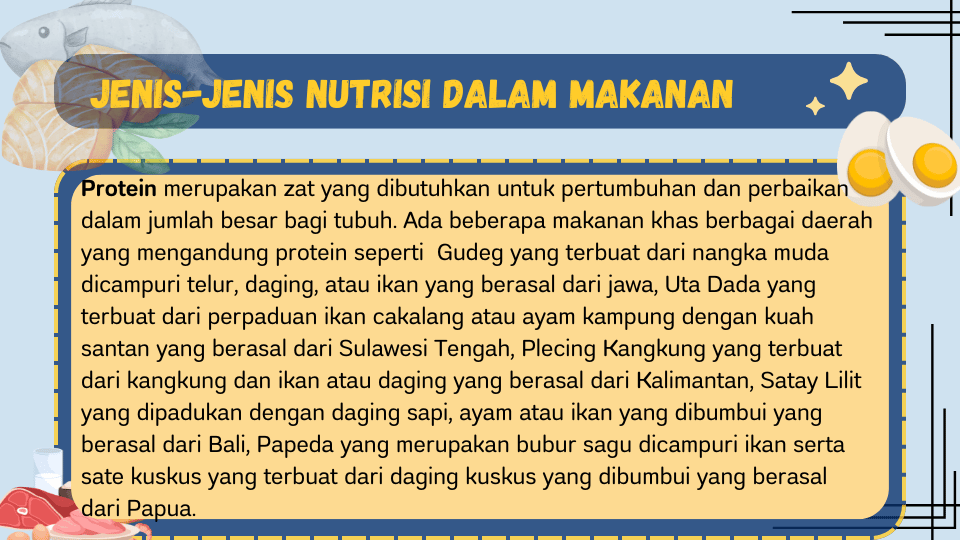 JENIS-JENIS NUTRISI DALAM MAKANAN
Protein merupakan zat yang dibutuhkan untuk pertumbuhan dan perbaikan
dalam jumlah besar bagi tubuh. Ada beberapa makanan khas berbagai daerah
yang mengandung protein seperti  Gudeg yang terbuat dari nangka muda
dicampuri telur, daging, atau ikan yang berasal dari jawa, Uta Dada yang
terbuat dari perpaduan ikan cakalang atau ayam kampung dengan kuah
santan yang berasal dari Sulawesi Tengah, Plecing Kangkung yang terbuat
dari kangkung dan ikan atau daging yang berasal dari Kalimantan, Satay Lilit
yang dipadukan dengan daging sapi, ayam atau ikan yang dibumbui yang
berasal dari Bali, Papeda yang merupakan bubur sagu dicampuri ikan serta
sate kuskus yang terbuat dari daging kuskus yang dibumbui yang berasal
dari Papua.